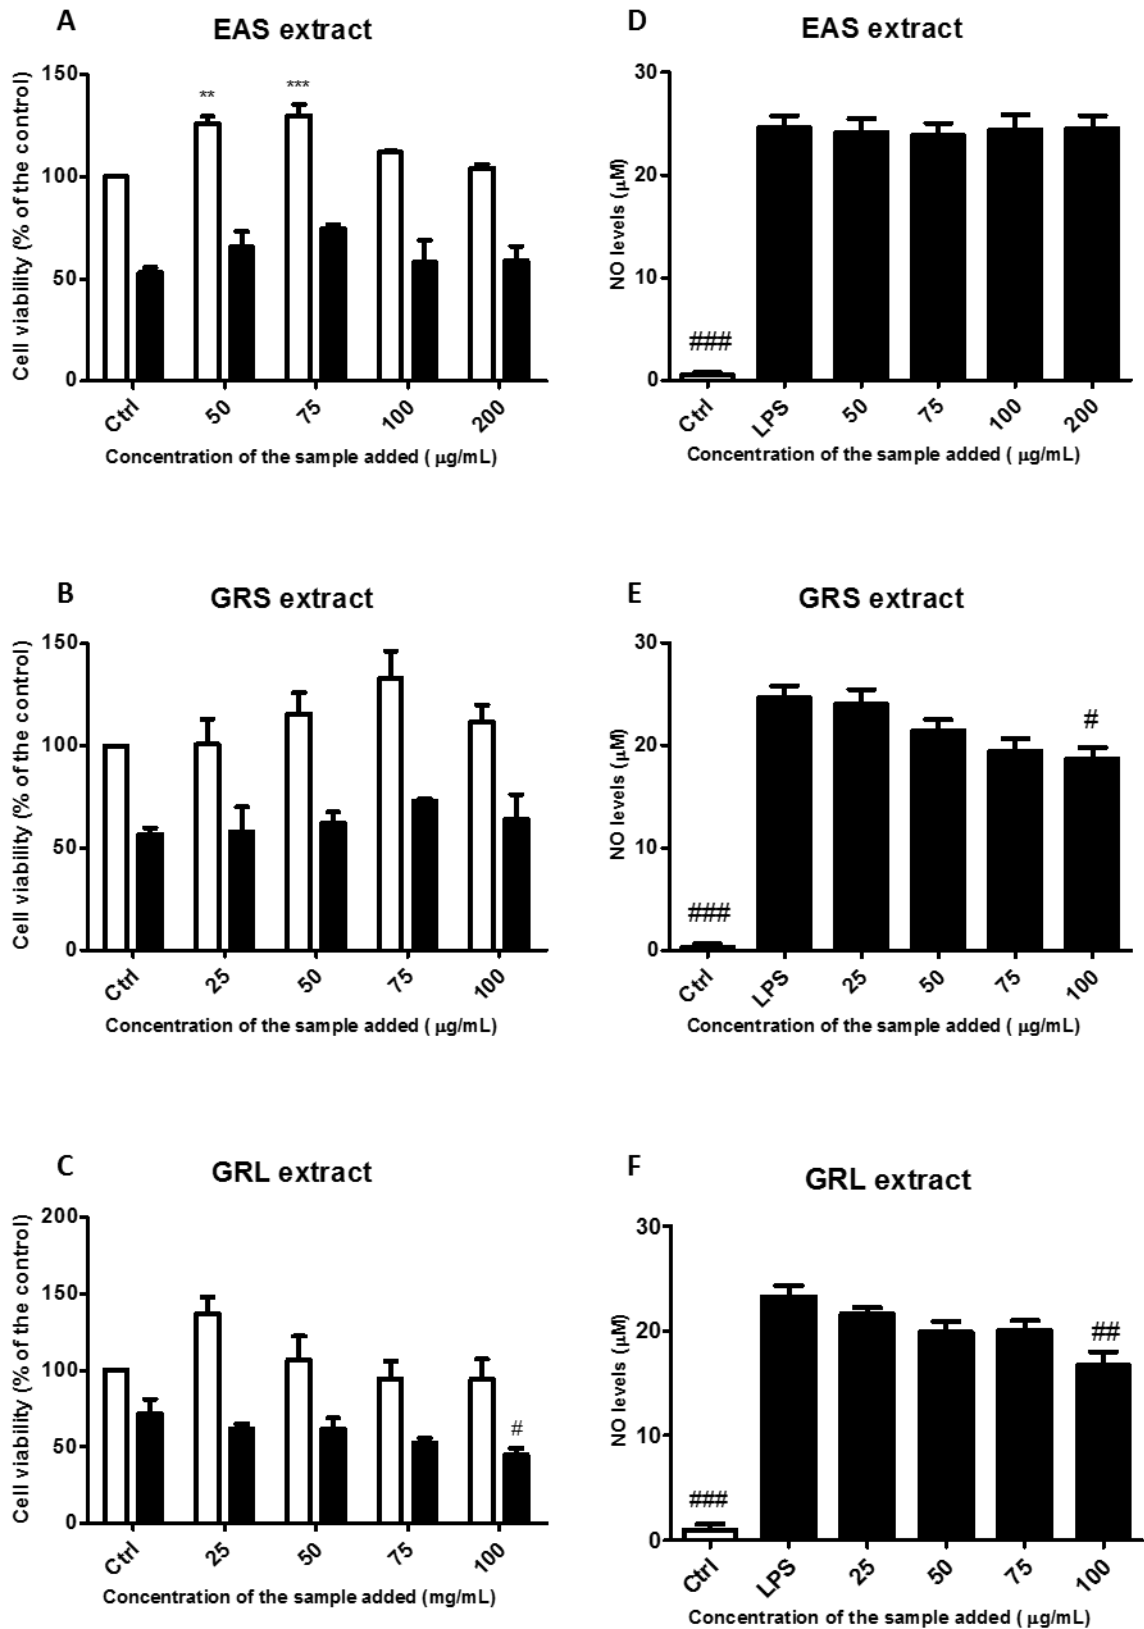 A
EAS extract
Cell viability (% of the control)
150
100
50
0
**
***
Ctrl
50
75
100
200
Concentration of the sample added ( μg/mL)
D
EAS extract
NO levels (μM)
30
20
10
0
###
Ctrl
LPS
50
75
100
200
Concentration of the sample added ( μg/mL)
B
GRS extract
Cell viability (% of the control)
150
100
50
0
Ctrl
25
50
75
100
Concentration of the sample added ( μg/mL)
E
GRS extract
NO levels (μM)
30
20
10
0
###
#
Ctrl
LPS
25
50
75
100
Concentration of the sample added ( μg/mL)
C
GRL extract
Cell viability (% of the control)
200
150
100
50
0
#
Ctrl
25
50
75
100
Concentration of the sample added (mg/mL)
F
GRL extract
NO levels (μM)
30
20
10
0
###
##
Ctrl
LPS
25
50
75
100
Concentration of the sample added ( μg/mL)